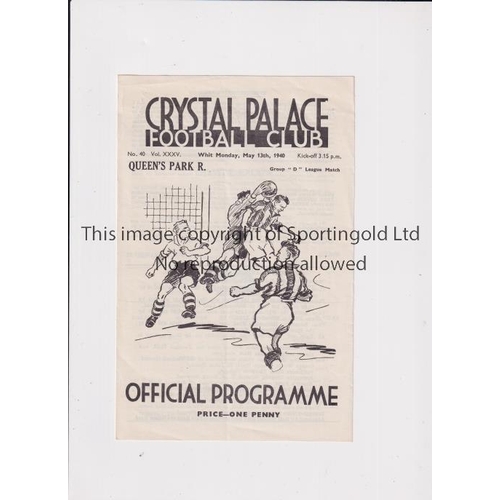 CRYSTAL PALACE
FOOTBALL CLUB
No. 40 Vol. XXXV. Whit Monday, May 13th, 1940 Kick-off 3.15 p.m.
QUEEN'S PARK R. Group "D" League Match
This image copyright of Sportingold Ltd
No reproduction allowed
OFFICIAL PROGRAMME
PRICE—ONE PENNY